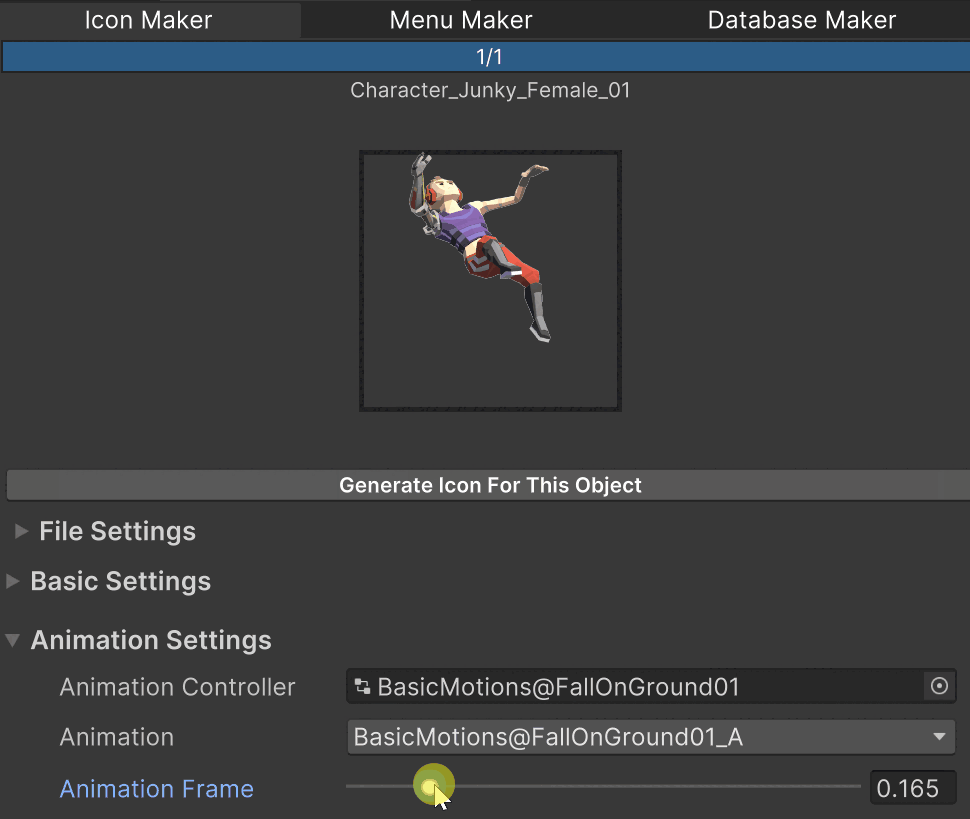 Icon Maker Menu Maker Database Maker
1/1
Character_Junky_Female_01
Generate Icon For This Object
File Settings
Basic Settings
Animation Settings
Animation Controller BasicMotions@FallOnGround01
Animation BasicMotions@FallOnGround01_A
Animation Frame 0.165